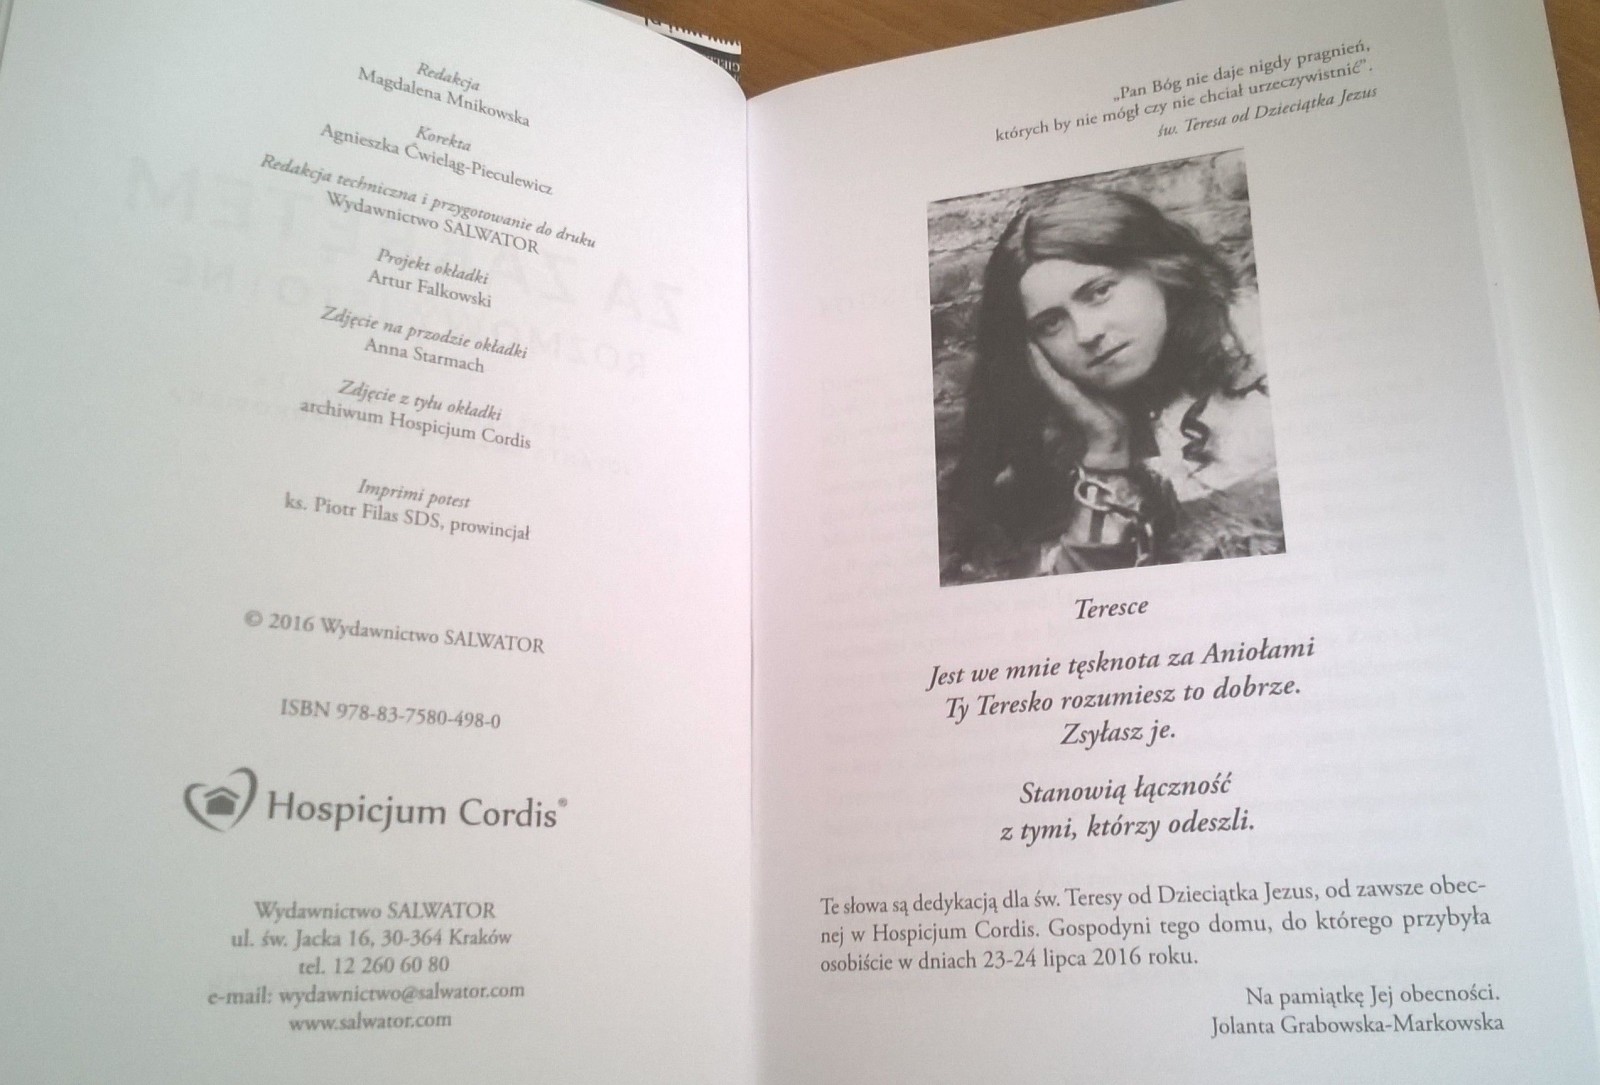 Redakcja
Magdalena Mnikowska
Korekta
Agnieszka Ćwieląg-Pieculewicz
Redakcja techniczna i przygotowanie do druku
Wydawnictwo SALWATOR
Projekt okładki
Artur Falkowski
Zdjęcie na przodzie okładki
Anna Starmach
Zdjęcie z tyłu okładki
archiwum Hospicjum Cordis
Imprimi potest
ks. Piotr Filas SDS, prowincjał
© 2016 Wydawnictwo SALWATOR
ISBN 978-83-7580-498-0
Hospicjum Cordis®
Wydawnictwo SALWATOR
ul. św. Jacka 16, 30-364 Kraków
tel. 12 260 60 80
e-mail: wydawnictwo@salwator.com
www.salwator.com
„Pan Bóg nie daje nigdy pragnień,
których by nie mógł czy nie chciał urzeczywistnić”.
św. Teresa od Dzieciątka Jezus
Teresce
Jest we mnie tęsknota za Aniołami
Ty Teresko rozumiesz to dobrze.
Zsyłasz je.
Stanowią łączność
z tymi, którzy odeszli.
Te słowa są dedykacją dla św. Teresy od Dzieciątka Jezus, od zawsze obec-
nej w Hospicjum Cordis. Gospodyni tego domu, do którego przybyła
osobiście w dniach 23-24 lipca 2016 roku.
Na pamiątkę Jej obecności.
Jolanta Grabowska-Markowska